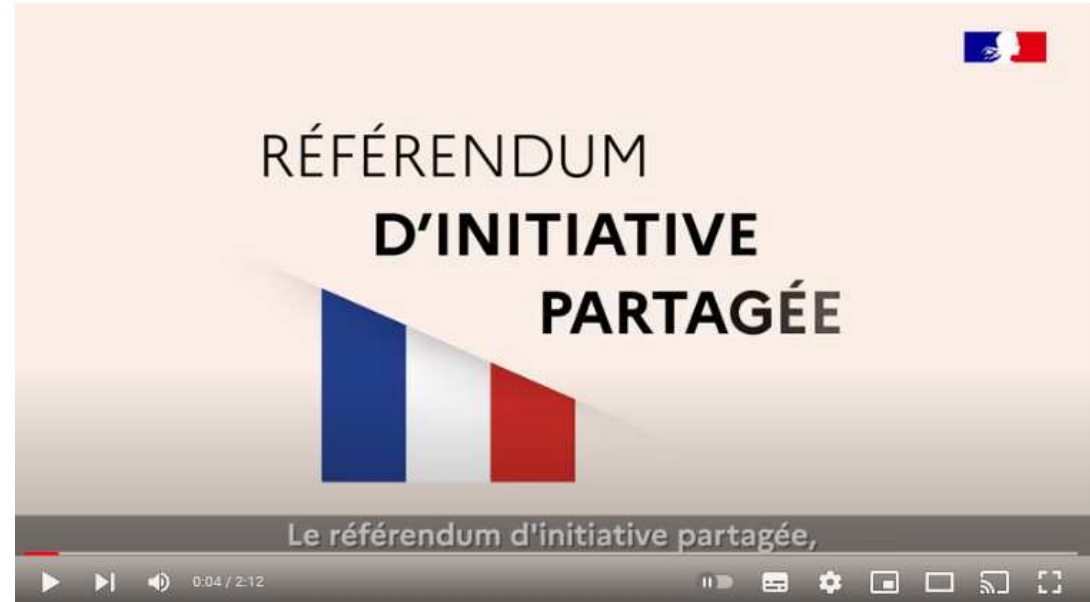 RÉFÉRENDUM
D'INITIATIVE
PARTAGÉE
Le référendum d'initiative partagée,
0:04 / 2:12